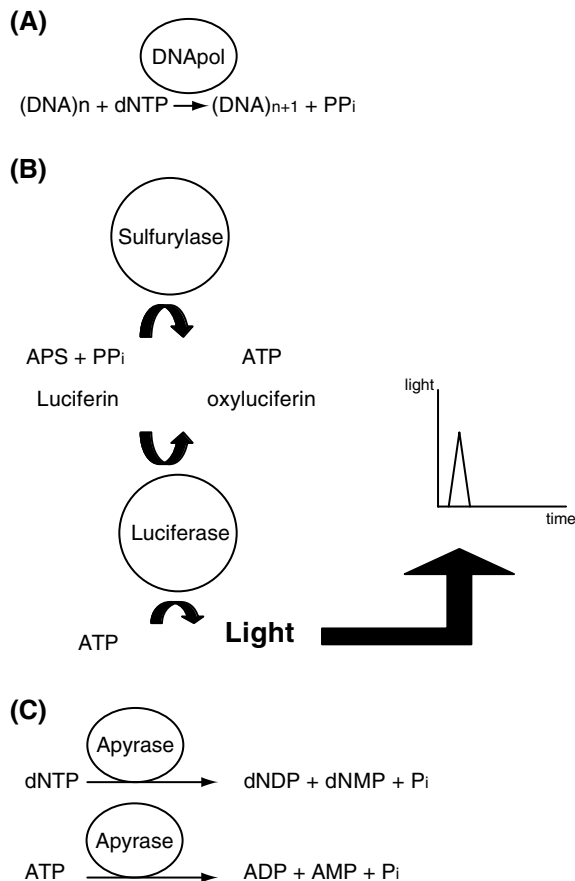 (A)
DNApol
(DNA)n + dNTP → (DNA)n+1 + PPi
(B)
Sulfurylase
APS + PPi ATP
light
Luciferin oxyluciferin
time
Luciferase
ATP Light
(C)
Apyrase
dNTP → dNDP + dNMP + Pi
Apyrase
ATP → ADP + AMP + Pi